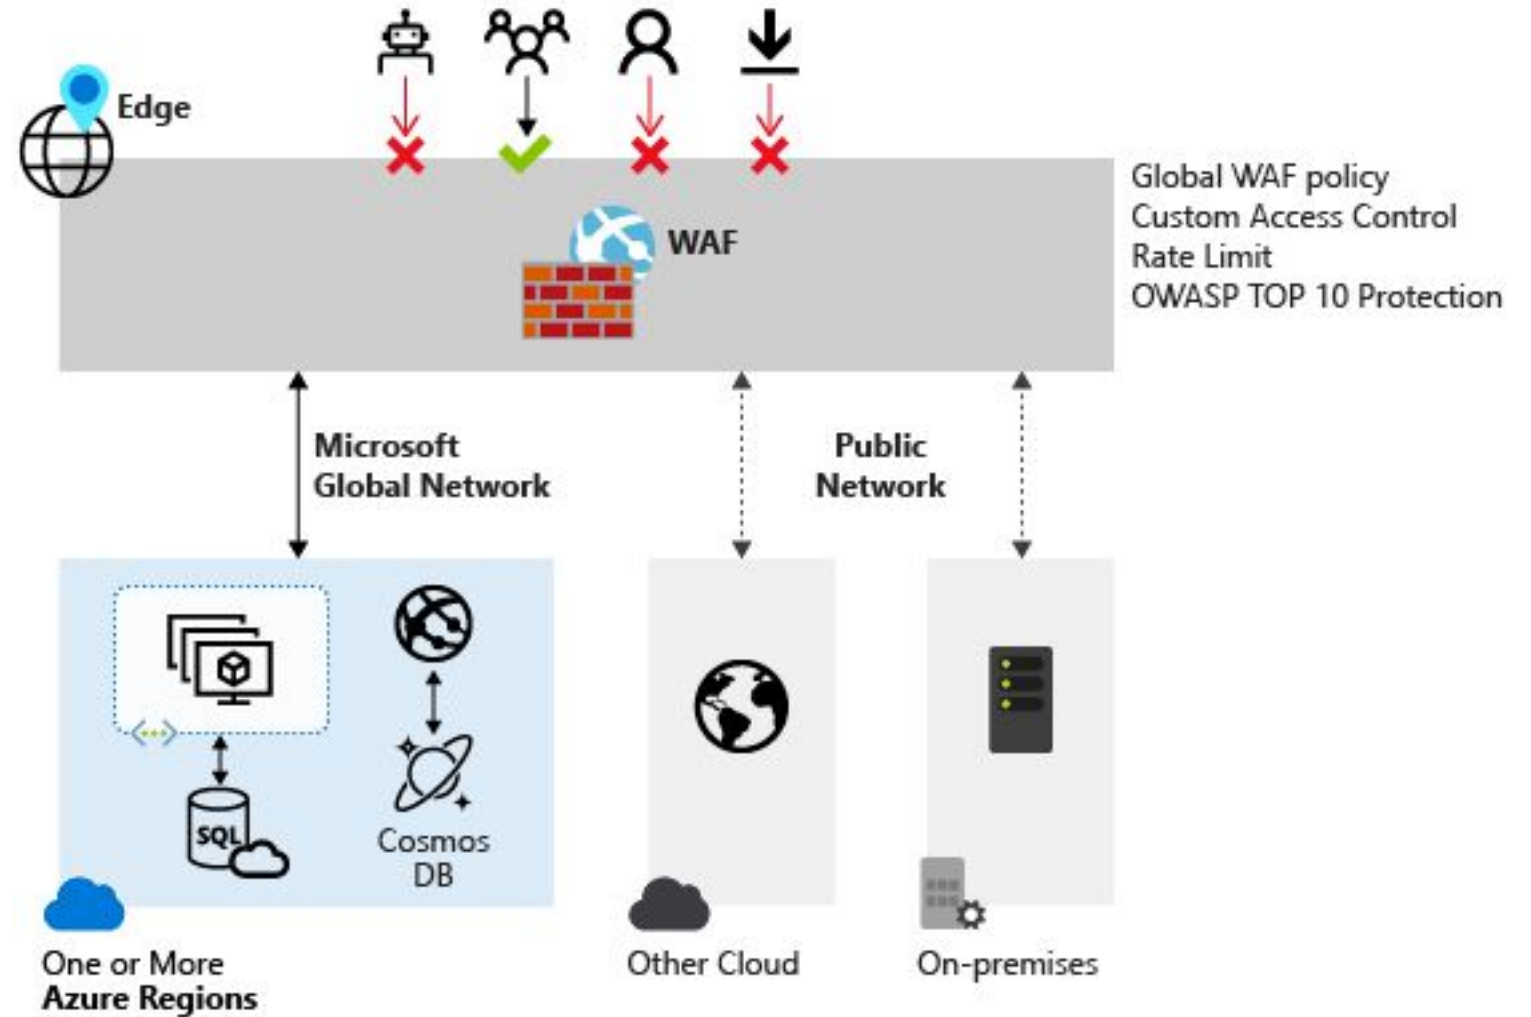 Edge
WAF
Global WAF policy
Custom Access Control
Rate Limit
OWASP TOP 10 Protection
Microsoft
Global Network
Public
Network
SQL
Cosmos
DB
One or More
Azure Regions
Other Cloud
On-premises